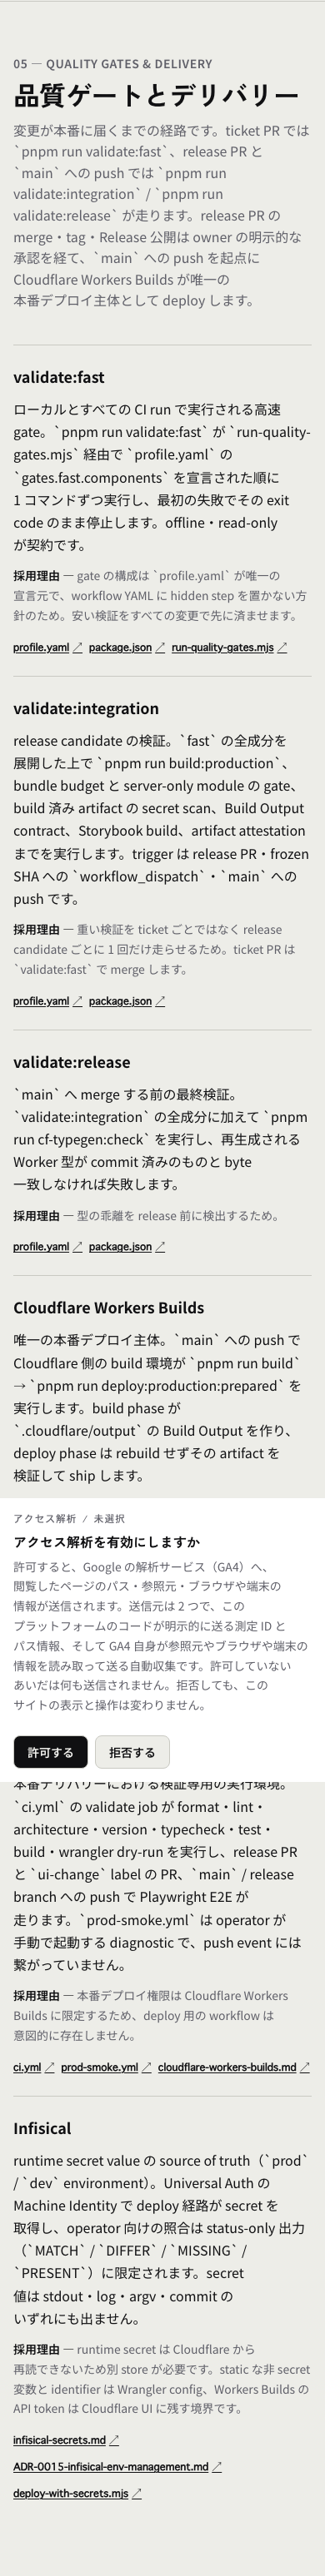 05 — QUALITY GATES & DELIVERY
品質ゲートとデリバリー
変更が本番に届くまでの経路です。ticket PR では
`pnpm run validate:fast`、release PR と
`main` への push では `pnpm run
validate:integration` / `pnpm run
validate:release` が走ります。release PR の
merge・tag・Release 公開は owner の明示的な
承認を経て、`main` への push を起点に
Cloudflare Workers Builds が唯一の
本番デプロイ主体として deploy します。
validate:fast
ローカルとすべての CI run で実行される高速
gate。`pnpm run validate:fast` が `run-quality-
gates.mjs` 経由で `profile.yaml` の
`gates.fast.components` を宣言された順に
1 コマンドずつ実行し、最初の失敗でその exit
code のまま停止します。offline・read-only
が契約です。
採用理由 — gate の構成は `profile.yaml` が唯一の
宣言元で、workflow YAML に hidden step を置かない方
針のため。安い検証をすべての変更で先に済ませます。
profile.yaml ↗ package.json ↗ run-quality-gates.mjs ↗
validate:integration
release candidate の検証。`fast` の全成分を
展開した上で `pnpm run build:production`、
bundle budget と server-only module の gate、
build 済み artifact の secret scan、Build Output
contract、Storybook build、artifact attestation
までを実行します。trigger は release PR・frozen
SHA への `workflow_dispatch`・`main` への
push です。
採用理由 — 重い検証を ticket ごとではなく release
candidate ごとに 1 回だけ走らせるため。ticket PR は
`validate:fast` で merge します。
profile.yaml ↗ package.json ↗
validate:release
`main` へ merge する前の最終検証。
`validate:integration` の全成分に加えて `pnpm
run cf-typegen:check` を実行し、再生成される
Worker 型が commit 済みのものと byte
一致しなければ失敗します。
採用理由 — 型の乖離を release 前に検出するため。
profile.yaml ↗ package.json ↗
Cloudflare Workers Builds
唯一の本番デプロイ主体。`main` への push で
Cloudflare 側の build 環境が `pnpm run build`
→ `pnpm run deploy:production:prepared` を
実行します。build phase が
`.cloudflare/output` の Build Output を作り、
deploy phase は rebuild せずその artifact を
検証して ship します。
アクセス解析 / 未選択
アクセス解析を有効にしますか
許可すると、Google の解析サービス（GA4）へ、
閲覧したページのパス・参照元・ブラウザや端末の
情報が送信されます。送信元は 2 つで、この
プラットフォームのコードが明示的に送る測定 ID と
パス情報、そして GA4 自身が参照元やブラウザや端末の
情報を読み取って送る自動収集です。許可していない
あいだは何も送信されません。拒否しても、この
サイトの表示と操作は変わりません。
許可する 拒否する
本番デリバリーにおける検証専用の実行環境。
`ci.yml` の validate job が format・lint・
architecture・version・typecheck・test・
build・wrangler dry-run を実行し、release PR
と `ui-change` label の PR、`main` / release
branch への push で Playwright E2E が
走ります。`prod-smoke.yml` は operator が
手動で起動する diagnostic で、push event には
繋がっていません。
採用理由 — 本番デプロイ権限は Cloudflare Workers
Builds に限定するため、deploy 用の workflow は
意図的に存在しません。
ci.yml ↗ prod-smoke.yml ↗ cloudflare-workers-builds.md ↗
Infisical
runtime secret value の source of truth（`prod`
/ `dev` environment）。Universal Auth の
Machine Identity で deploy 経路が secret を
取得し、operator 向けの照合は status-only 出力
（`MATCH` / `DIFFER` / `MISSING` /
`PRESENT`）に限定されます。secret
値は stdout・log・argv・commit の
いずれにも出ません。
採用理由 — runtime secret は Cloudflare から
再読できないため別 store が必要です。static な非 secret
変数と identifier は Wrangler config、Workers Builds の
API token は Cloudflare UI に残す境界です。
infisical-secrets.md ↗
ADR-0015-infisical-env-management.md ↗
deploy-with-secrets.mjs ↗